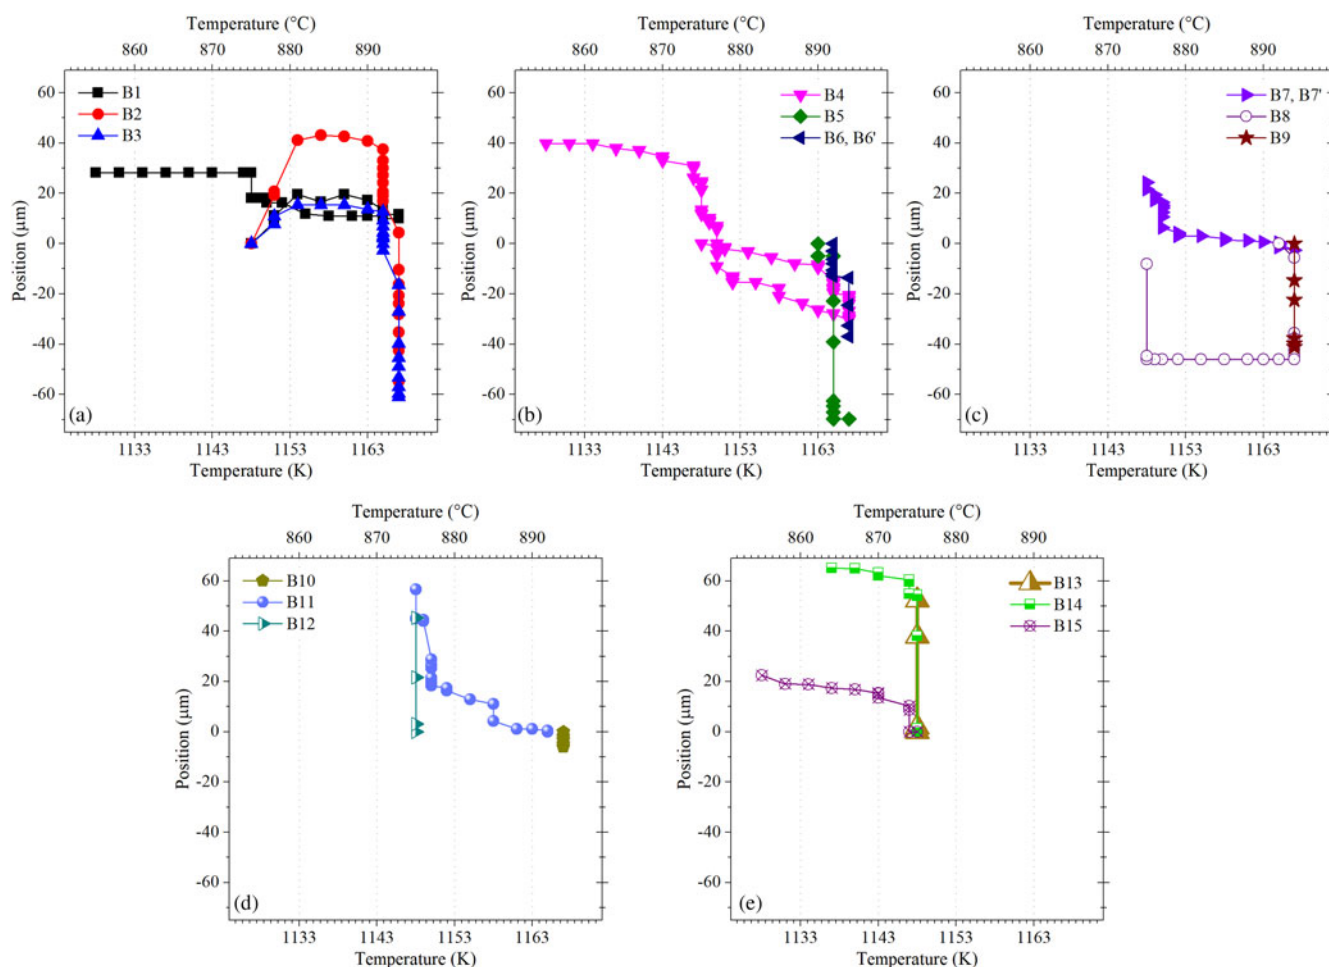 Temperature (°C)
860 870 880 890
60
40
20
0
-20
-40
-60
Position (μm)
B1
B2
B3
(a)
1133 1143 1153 1163
Temperature (K)
Temperature (°C)
860 870 880 890
60
40
20
0
-20
-40
-60
Position (μm)
B4
B5
B6, B6'
(b)
1133 1143 1153 1163
Temperature (K)
Temperature (°C)
860 870 880 890
60
40
20
0
-20
-40
-60
Position (μm)
B7, B7'
B8
B9
(c)
1133 1143 1153 1163
Temperature (K)
Temperature (°C)
860 870 880 890
60
40
20
0
-20
-40
-60
Position (μm)
B10
B11
B12
(d)
1133 1143 1153 1163
Temperature (K)
Temperature (°C)
860 870 880 890
60
40
20
0
-20
-40
-60
Position (μm)
B13
B14
B15
(e)
1133 1143 1153 1163
Temperature (K)